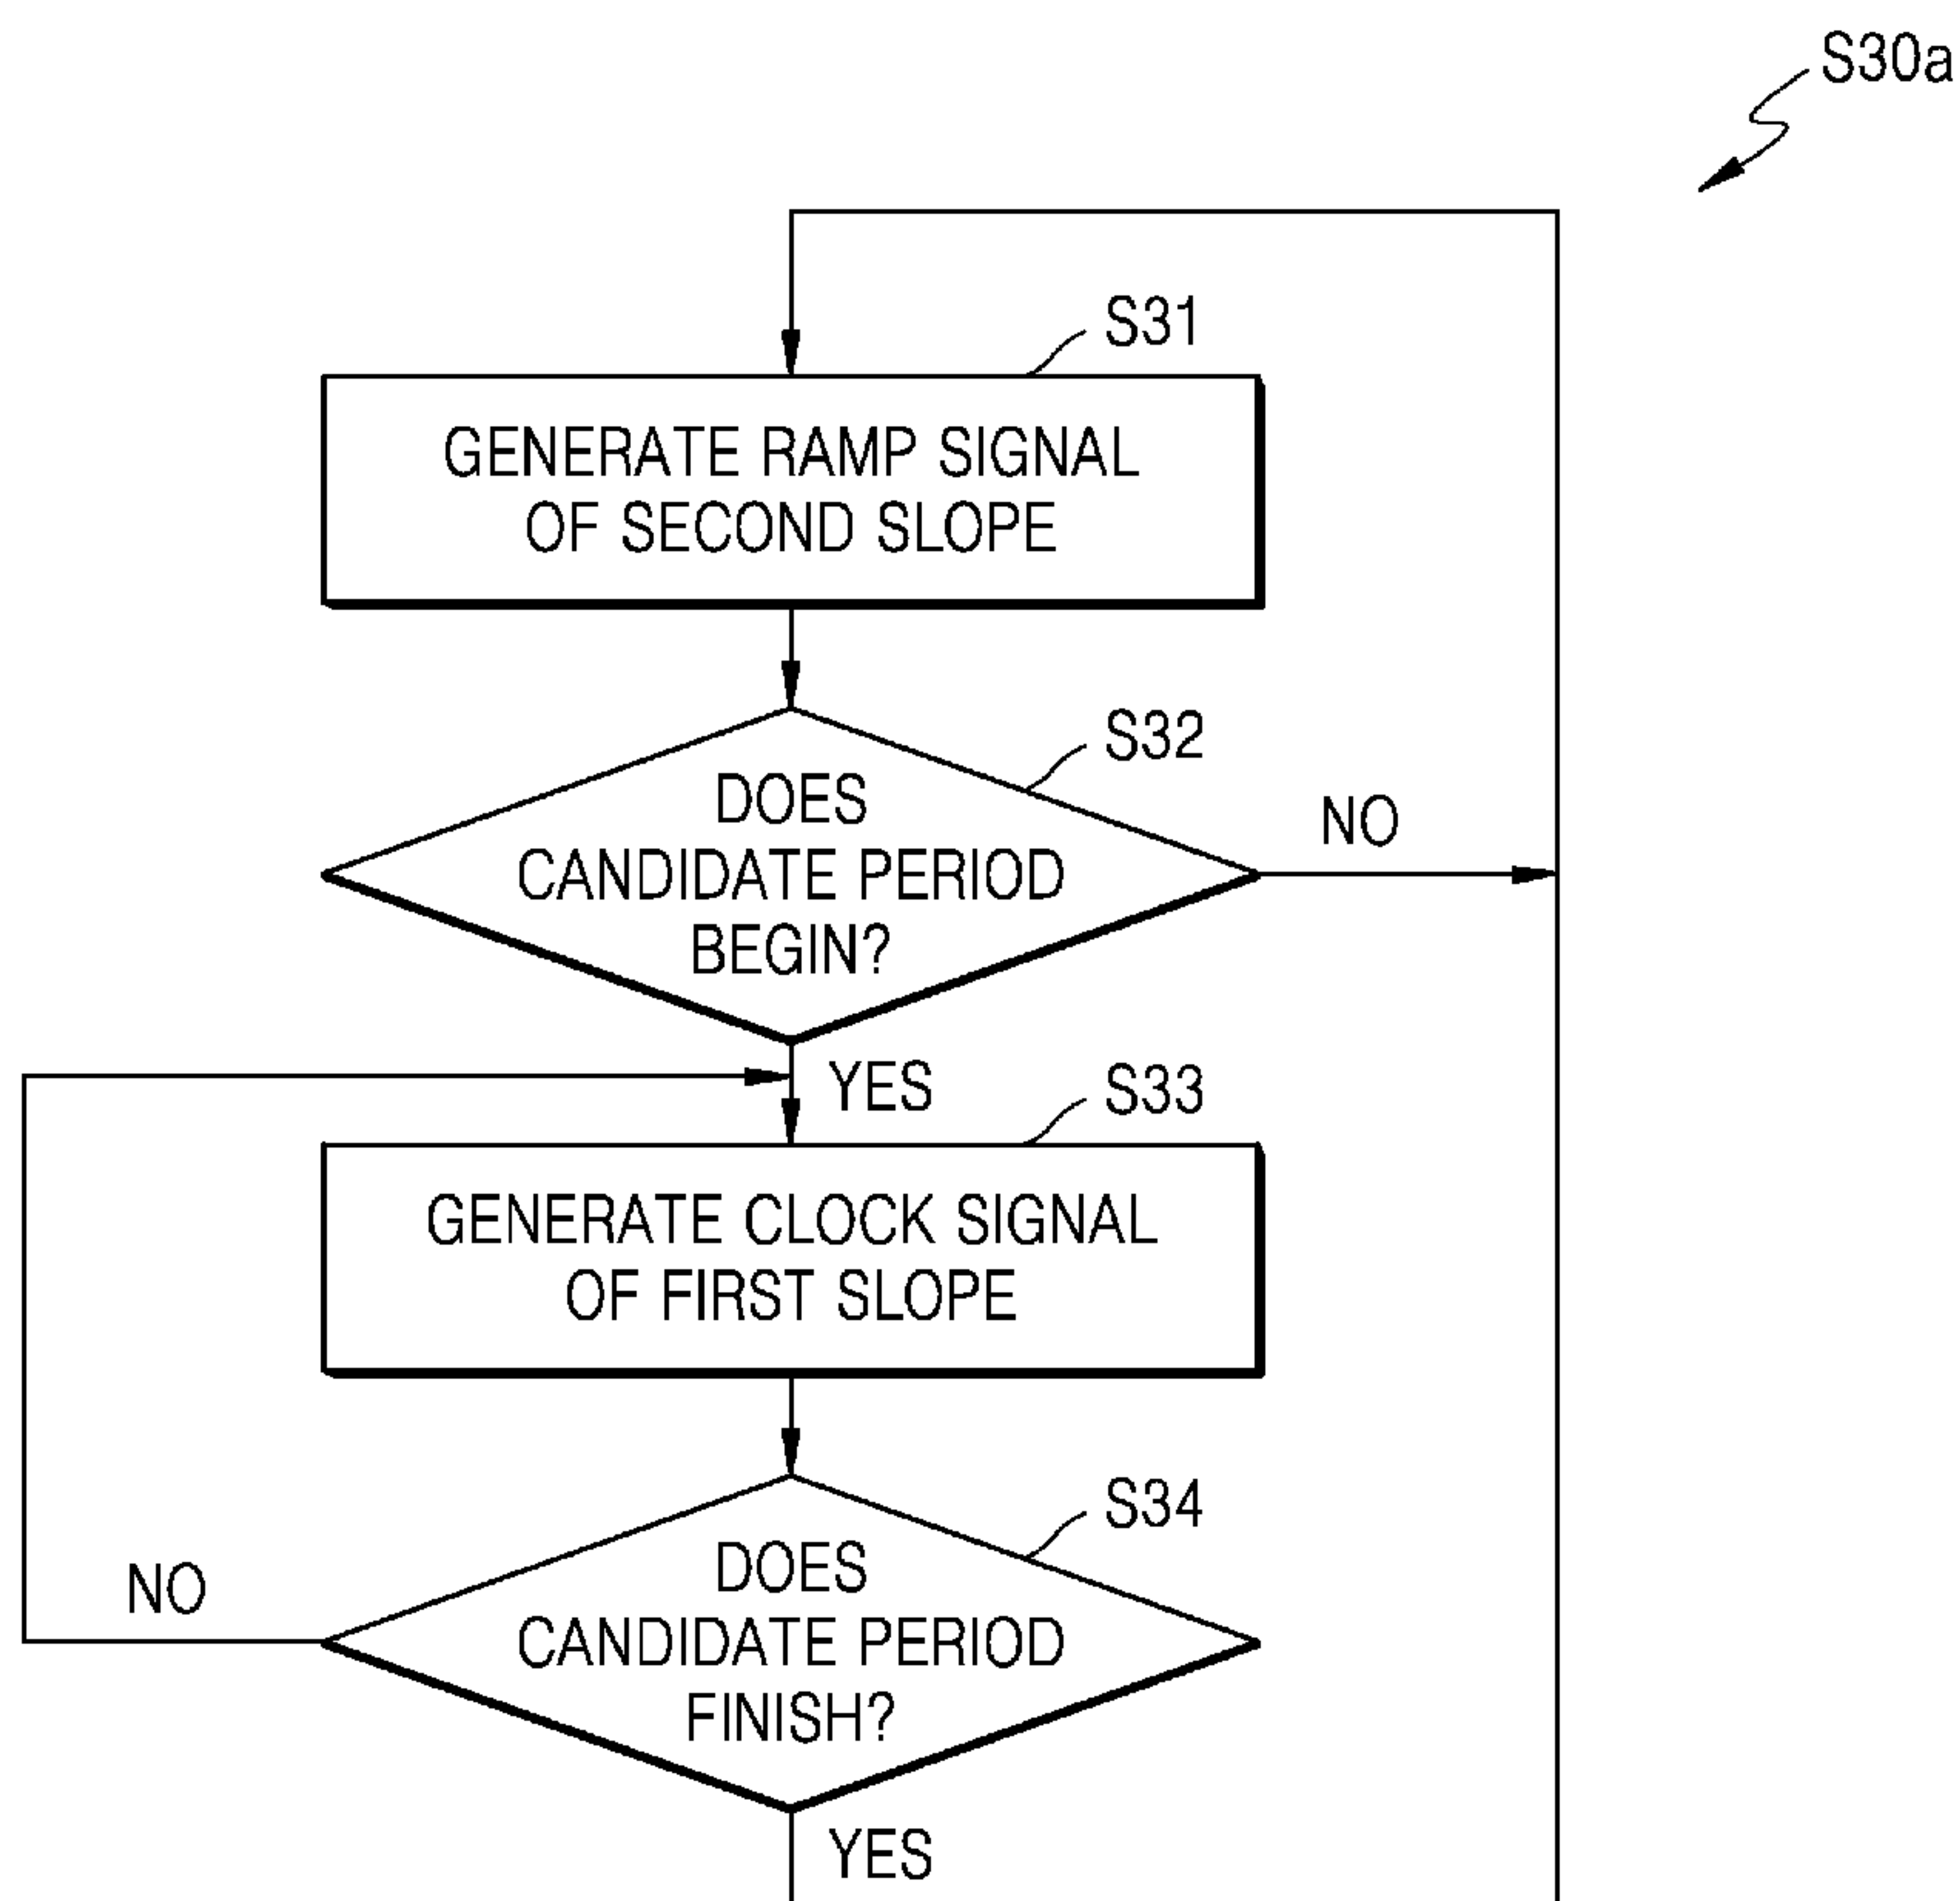 S30a
S31
GENERATE RAMP SIGNAL
OF SECOND SLOPE
S32
DOES
CANDIDATE PERIOD
BEGIN?
NO
YES
S33
GENERATE CLOCK SIGNAL
OF FIRST SLOPE
S34
DOES
CANDIDATE PERIOD
FINISH?
NO
YES